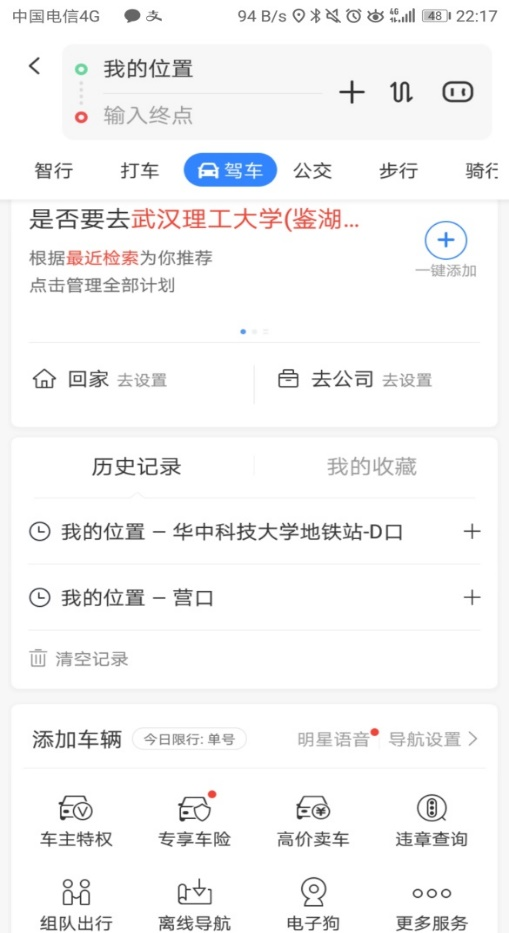 中国电信4G 94 B/s 4G 48 22:17
我的位置
输入终点
智行 打车 驾车 公交 步行 骑行
是否要去武汉理工大学(鉴湖...
根据最近检索为你推荐
一键添加
点击管理全部计划
回家 去设置 去公司 去设置
历史记录 我的收藏
我的位置 – 华中科技大学地铁站-D口
我的位置 – 营口
清空记录
添加车辆 今日限行: 单号 明星语音 导航设置
车主特权 专享车险 高价卖车 违章查询
组队出行 离线导航 电子狗 更多服务